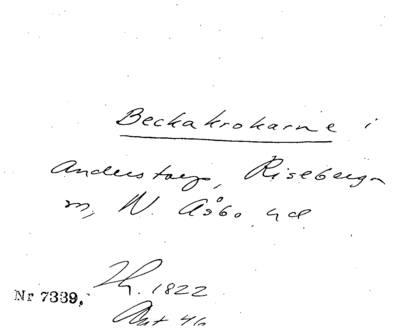 Beckakrokarne i
Anderstorp, Riseberga
N. Åsbo hd
1822
Nr 7339.